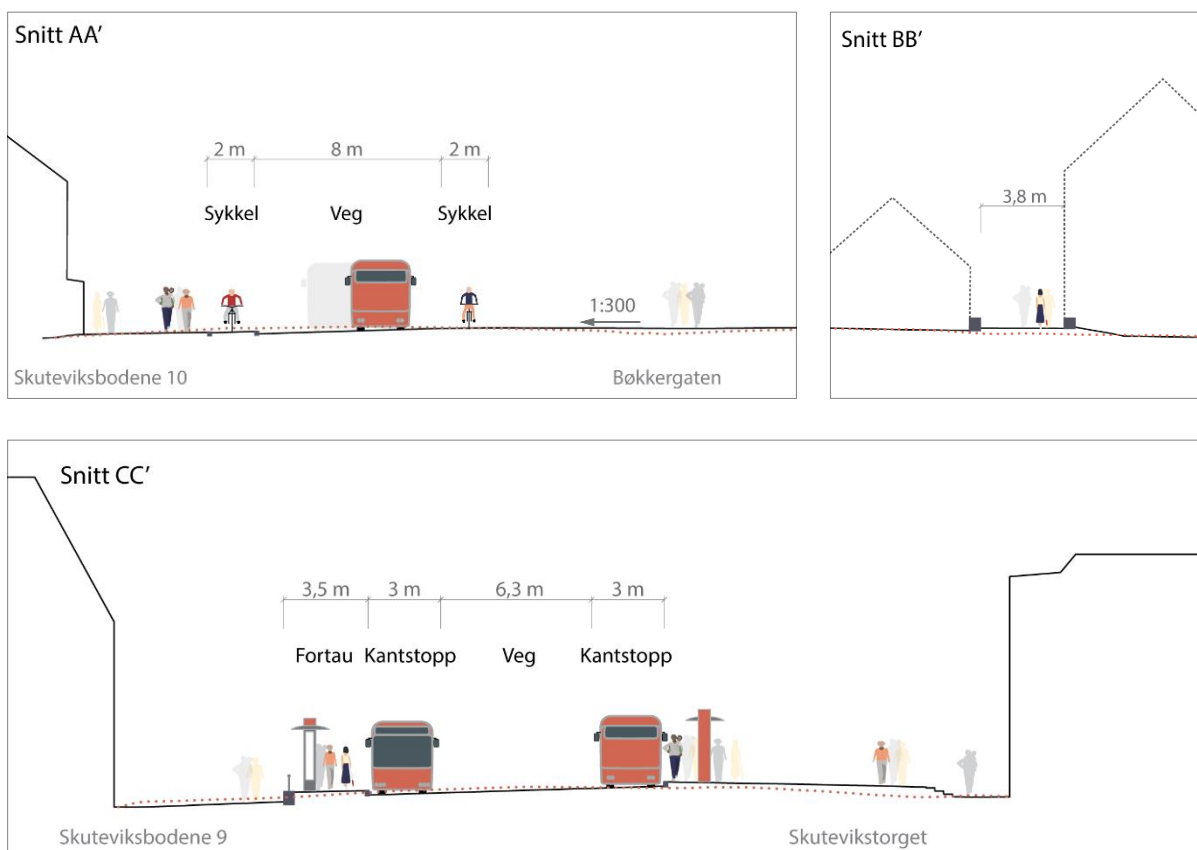 Snitt AA'
2 m 8 m 2 m
Sykkel Veg Sykkel
1:300
Skuteviksbodene 10 Bøkkergaten
Snitt BB'
3,8 m
Snitt CC'
3,5 m 3 m 6,3 m 3 m
Fortau Kantstopp Veg Kantstopp
Skuteviksbodene 9 Skutevikstorget